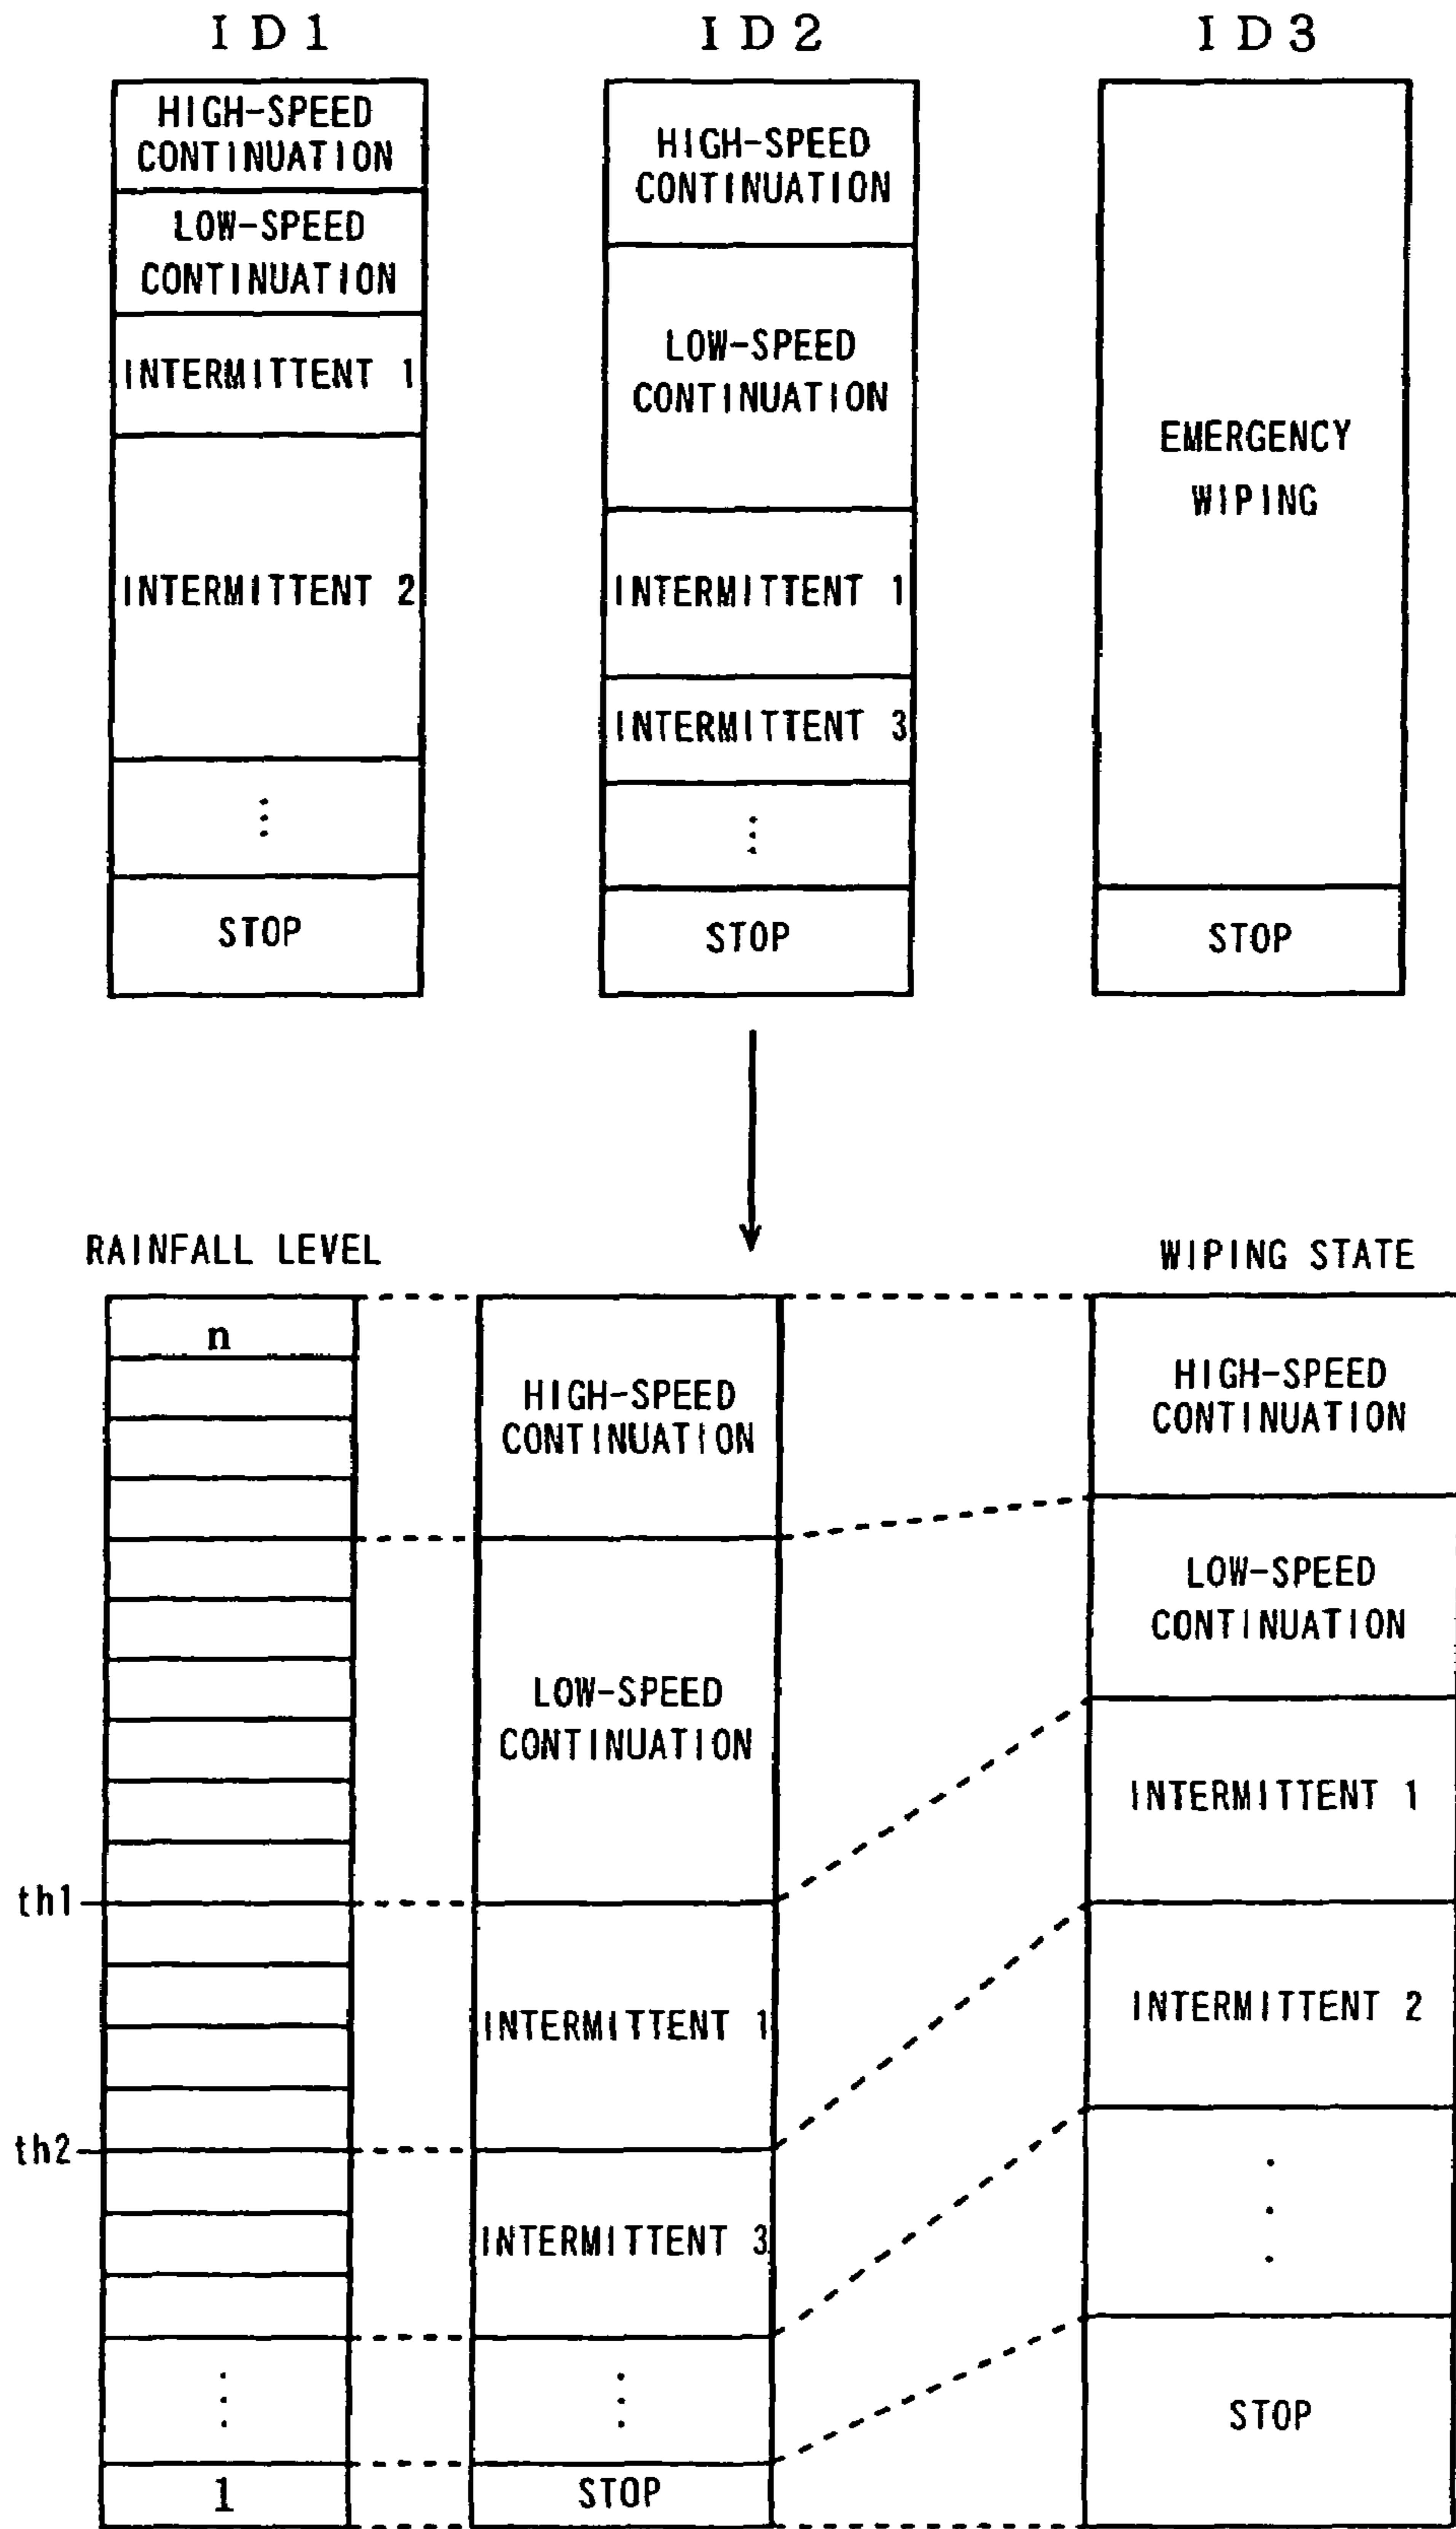 ID1
HIGH-SPEED
CONTINUATION
LOW-SPEED
CONTINUATION
INTERMITTENT 1
INTERMITTENT 2
STOP
ID2
HIGH-SPEED
CONTINUATION
LOW-SPEED
CONTINUATION
INTERMITTENT 1
INTERMITTENT 3
STOP
ID3
EMERGENCY
WIPING
STOP
RAINFALL LEVEL
n
th1
th2
1
HIGH-SPEED
CONTINUATION
LOW-SPEED
CONTINUATION
INTERMITTENT 1
INTERMITTENT 3
STOP
WIPING STATE
HIGH-SPEED
CONTINUATION
LOW-SPEED
CONTINUATION
INTERMITTENT 1
INTERMITTENT 2
STOP